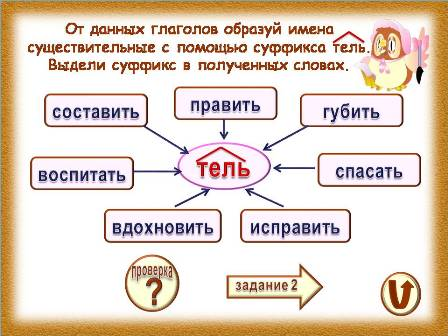 От данных глаголов образуй имена
существительные с помощью суффикса тель.
Выдели суффикс в полученных словах.
составить
править
губить
воспитать
тель
спасать
вдохновить
исправить
проверка
?
задание 2